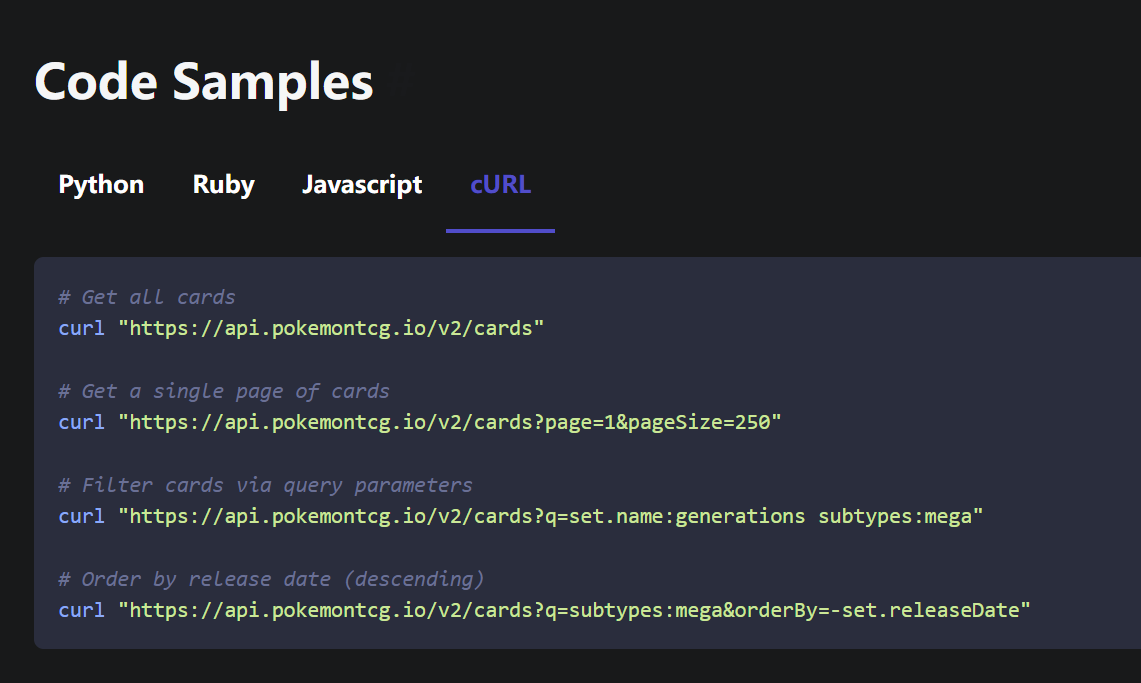 Code Samples
Python Ruby Javascript cURL
# Get all cards
curl "https://api.pokemontcg.io/v2/cards"
# Get a single page of cards
curl "https://api.pokemontcg.io/v2/cards?page=1&pageSize=250"
# Filter cards via query parameters
curl "https://api.pokemontcg.io/v2/cards?q=set.name:generations subtypes:mega"
# Order by release date (descending)
curl "https://api.pokemontcg.io/v2/cards?q=subtypes:mega&orderBy=-set.releaseDate"